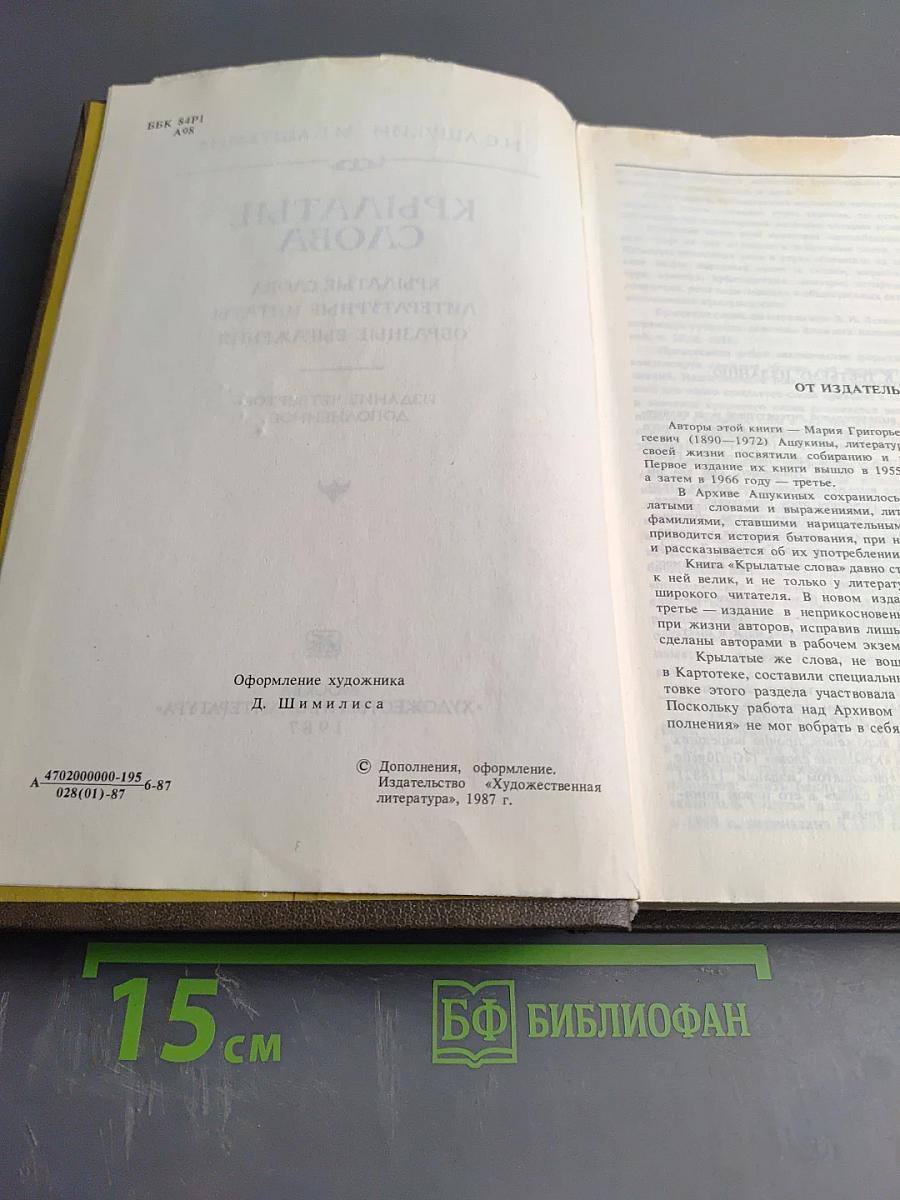 ББК 84Р1
А98
Оформление художника
Д. Шимилиса
А 4702000000-195 6-87
028(01)-87
© Дополнения, оформление.
Издательство «Художественная
литература», 1987 г.
ОТ ИЗДАТЕЛЬ
Авторы этой книги — Мария Григорье
геевич (1890—1972) Ашукины, литератур
своей жизни посвятили собиранию и
Первое издание их книги вышло в 1955
а затем в 1966 году — третье.
В Архиве Ашукиных сохранилось
латыми словами и выражениями, лит
фамилиями, ставшими нарицательным
приводится история бытования, при н
и рассказывается об их употреблении
Книга «Крылатые слова» давно ст
к ней велик, и не только у литерату
широкого читателя. В новом изда
третье — издание в неприкосновен
при жизни авторов, исправив лишь
сделаны авторами в рабочем экзем
Крылатые же слова, не вош
в Картотеке, составили специальн
товке этого раздела участвовала
Поскольку работа над Архивом
полнения» не мог вобрать в себя
15 см
БФ БИБЛИОФАН